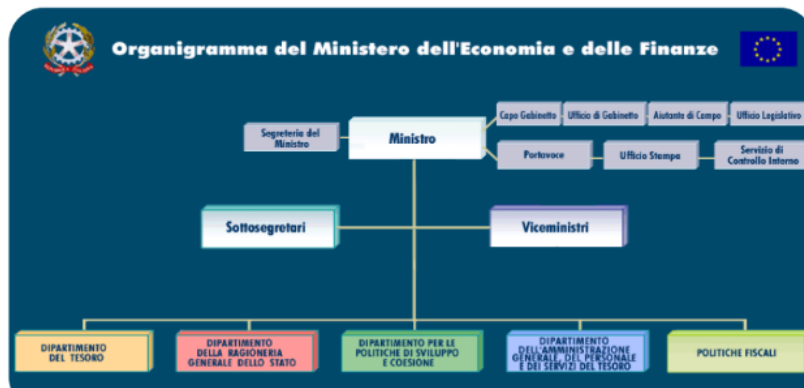 Organigramma del Ministero dell'Economia e delle Finanze
Capo Gabinetto
Ufficio di Gabinetto
Aiutante di Campo
Ufficio Legislativo
Segreteria del
Ministro
Ministro
Portavoce
Ufficio Stampa
Servizio di
Controllo Interno
Sottosegretari
Viceministri
DIPARTIMENTO
DEL TESORO
DIPARTIMENTO
DELLA RAGIONERIA
GENERALE DELLO STATO
DIPARTIMENTO PER LE
POLITICHE DI SVILUPPO
E COESIONE
DIPARTIMENTO
DELL'AMMINISTRAZIONE
GENERALE, DEL PERSONALE
E DEI SERVIZI DEL TESORO
POLITICHE FISCALI